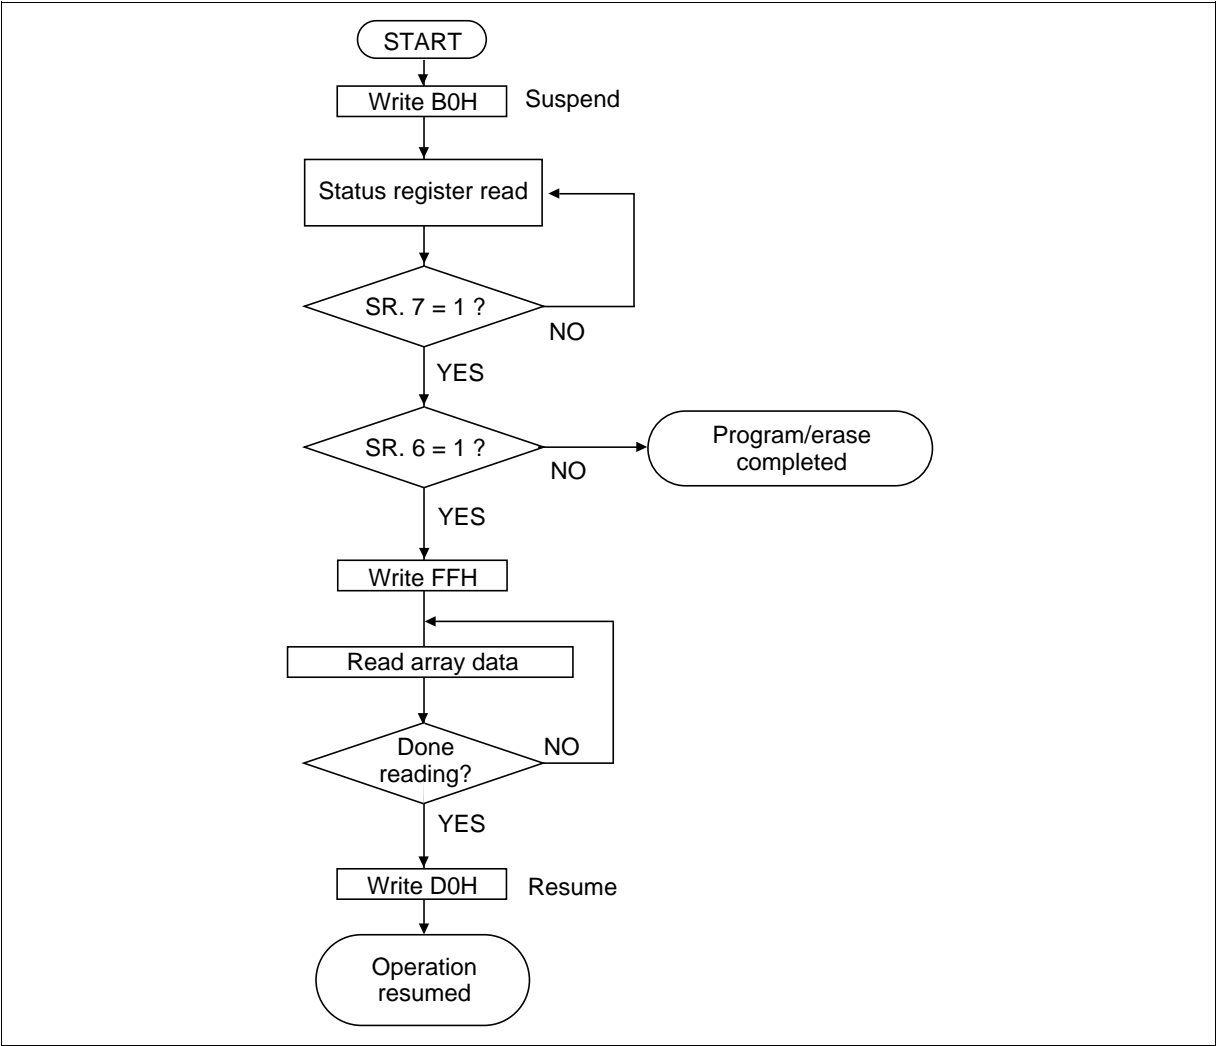 START
Write B0H
Suspend
Status register read
SR. 7 = 1 ?
NO
YES
SR. 6 = 1 ?
NO
Program/erase
completed
YES
Write FFH
Read array data
Done
reading?
NO
YES
Write D0H
Resume
Operation
resumed